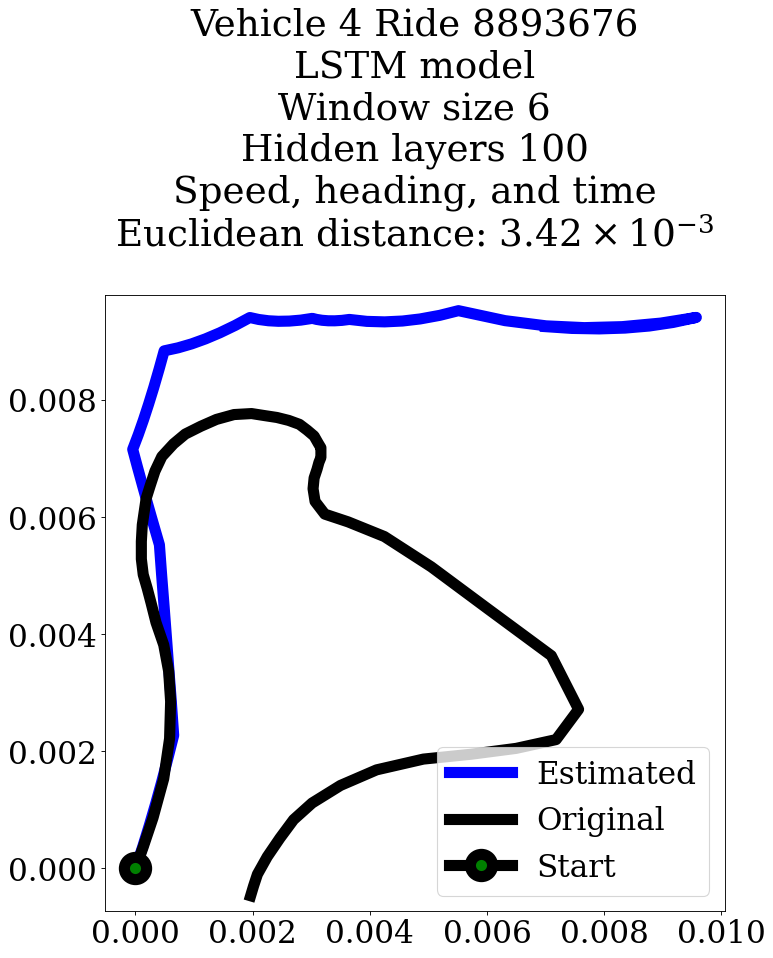 Vehicle 4 Ride 8893676
LSTM model
Window size 6
Hidden layers 100
Speed, heading, and time
Euclidean distance: 3.42 × 10⁻³
0.008
0.006
0.004
0.002
0.000
Estimated
Original
Start
0.000 0.002 0.004 0.006 0.008 0.010